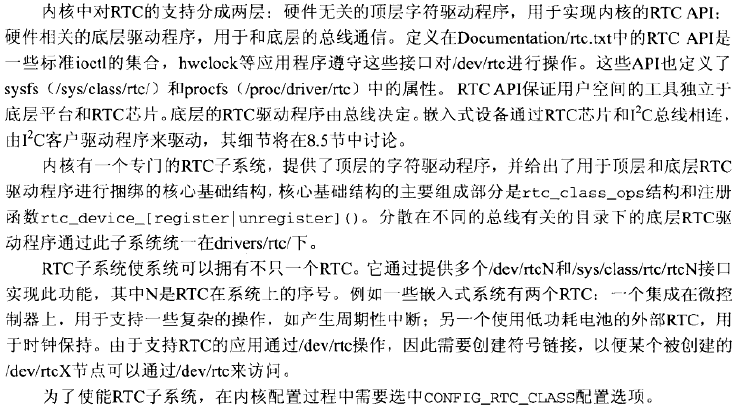 内核中对RTC的支持分成两层：硬件无关的顶层字符驱动程序，用于实现内核的RTC API；
硬件相关的底层驱动程序，用于和底层的总线通信。定义在Documentation/rtc.txt中的RTC API是
一些标准ioctl的集合，hwclock等应用程序遵守这些接口对/dev/rtc进行操作。这些API也定义了
sysfs（/sys/class/rtc/）和procfs（/proc/driver/rtc）中的属性。RTC API保证用户空间的工具独立于
底层平台和RTC芯片。底层的RTC驱动程序由总线决定。嵌入式设备通过RTC芯片和I²C总线相连，
由I²C客户驱动程序来驱动，其细节将在8.5节中讨论。
内核有一个专门的RTC子系统，提供了顶层的字符驱动程序，并给出了用于顶层和底层RTC
驱动程序进行捆绑的核心基础结构，核心基础结构的主要组成部分是rtc_class_ops结构和注册
函数rtc_device_[register|unregister]()。分散在不同的总线有关的目录下的底层RTC驱
动程序通过此子系统统一在drivers/rtc/下。
RTC子系统使系统可以拥有不只一个RTC。它通过提供多个/dev/rtcN和/sys/class/rtc/rtcN接口
实现此功能，其中N是RTC在系统上的序号。例如一些嵌入式系统有两个RTC：一个集成在微控
制器上，用于支持一些复杂的操作，如产生周期性中断；另一个使用低功耗电池的外部RTC，用
于时钟保持。由于支持RTC的应用通过/dev/rtc操作，因此需要创建符号链接，以便某个被创建的
/dev/rtcX节点可以通过/dev/rtc来访问。
为了使能RTC子系统，在内核配置过程中需要选中CONFIG_RTC_CLASS配置选项。